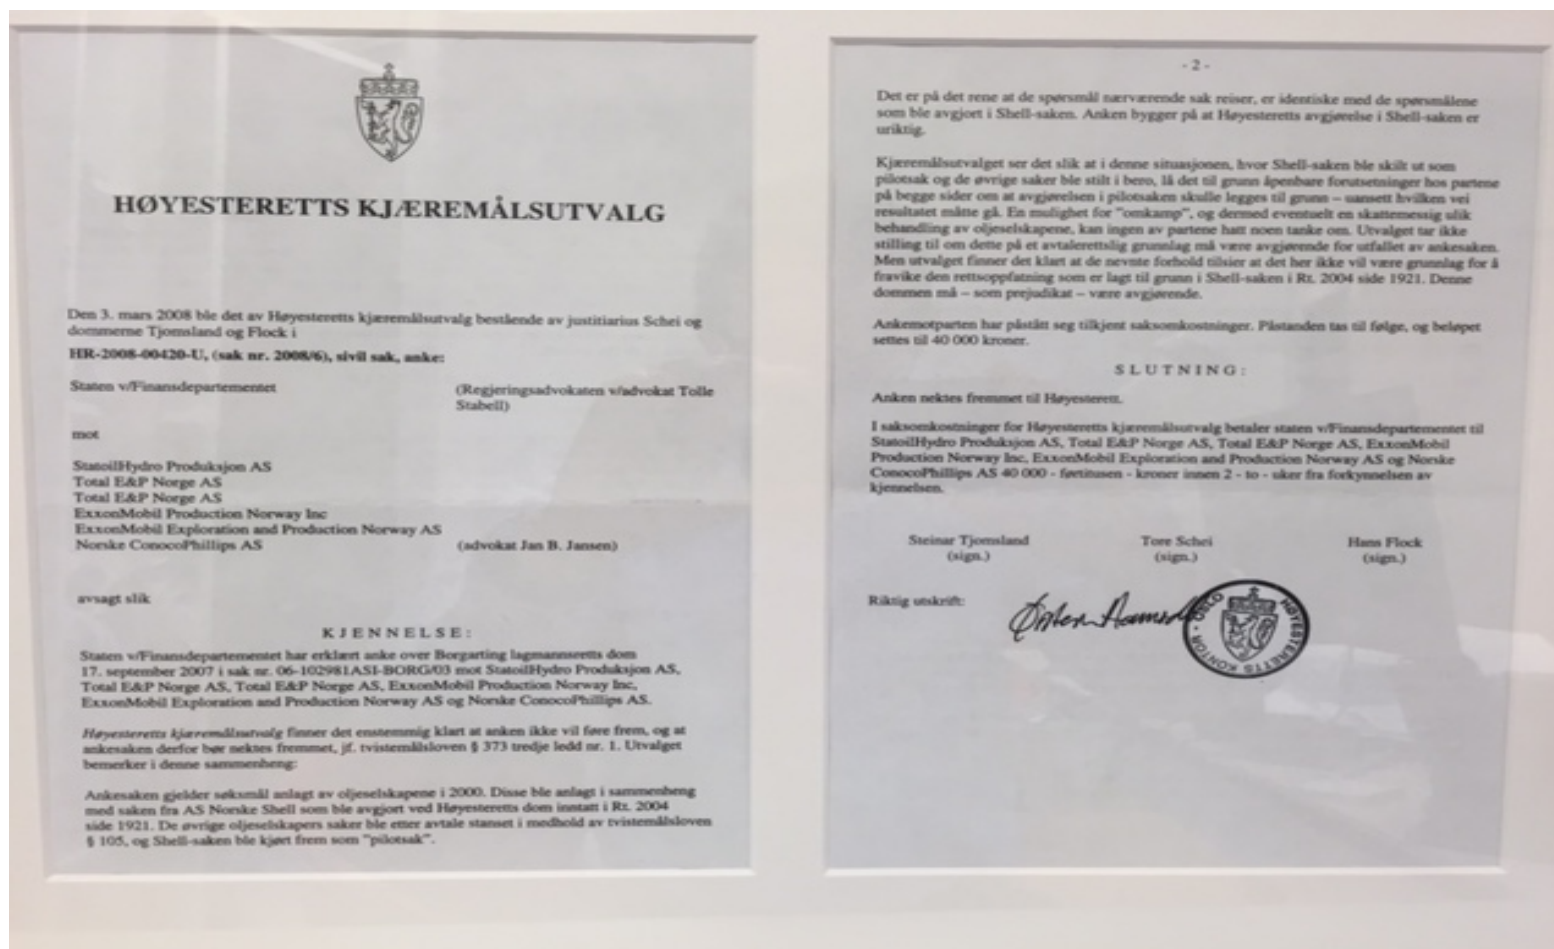 HØYESTERETTS KJÆREMÅLSUTVALG
Den 3. mars 2008 ble det av Høyesteretts kjæremålsutvalg bestående av justitiarius Schei og
dommerne Tjomsland og Flock i
HR-2008-00420-U, (sak nr. 2008/6), sivil sak, anke:
Staten v/Finansdepartementet (Regjeringsadvokaten v/advokat Tolle
Stabell)
mot
StatoilHydro Produksjon AS
Total E&P Norge AS
Total E&P Norge AS
ExxonMobil Production Norway Inc
ExxonMobil Exploration and Production Norway AS
Norske ConocoPhillips AS (advokat Jan B. Jansen)
avsagt slik
KJENNELSE:
Staten v/Finansdepartementet har erklært anke over Borgarting lagmannsretts dom
17. september 2007 i sak nr. 06-102981ASI-BORG/03 mot StatoilHydro Produksjon AS,
Total E&P Norge AS, Total E&P Norge AS, ExxonMobil Production Norway Inc,
ExxonMobil Exploration and Production Norway AS og Norske ConocoPhillips AS.
Høyesteretts kjæremålsutvalg finner det enstemmig klart at anken ikke vil føre frem, og at
ankesaken derfor bør nektes fremmet, jf. tvistemålsloven § 373 tredje ledd nr. 1. Utvalget
bemerker i denne sammenheng:
Ankesaken gjelder søksmål anlagt av oljeselskapene i 2000. Disse ble anlagt i sammenheng
med saken fra AS Norske Shell som ble avgjort ved Høyesteretts dom inntatt i Rt. 2004
side 1921. De øvrige oljeselskapers saker ble etter avtale stanset i medhold av tvistemålsloven
§ 105, og Shell-saken ble kjørt frem som "pilotsak".
- 2 -
Det er på det rene at de spørsmål nærværende sak reiser, er identiske med de spørsmålene
som ble avgjort i Shell-saken. Anken bygger på at Høyesteretts avgjørelse i Shell-saken er
uriktig.
Kjæremålsutvalget ser det slik at i denne situasjonen, hvor Shell-saken ble skilt ut som
pilotsak og de øvrige saker ble stilt i bero, lå det til grunn åpenbare forutsetninger hos partene
på begge sider om at avgjørelsen i pilotsaken skulle legges til grunn – uansett hvilken vei
resultatet måtte gå. En mulighet for "omkamp", og dermed eventuelt en skattemessig ulik
behandling av oljeselskapene, kan ingen av partene hatt noen tanke om. Utvalget tar ikke
stilling til om dette på et avtalerettslig grunnlag må være avgjørende for utfallet av ankesaken.
Men utvalget finner det klart at de nevnte forhold tilsier at det her ikke vil være grunnlag for å
fravike den rettsoppfatning som er lagt til grunn i Shell-saken i Rt. 2004 side 1921. Denne
dommen må – som prejudikat – være avgjørende.
Ankemotparten har påstått seg tilkjent saksomkostninger. Påstanden tas til følge, og beløpet
settes til 40 000 kroner.
SLUTNING:
Anken nektes fremmet til Høyesterett.
I saksomkostninger for Høyesteretts kjæremålsutvalg betaler staten v/Finansdepartementet til
StatoilHydro Produksjon AS, Total E&P Norge AS, Total E&P Norge AS, ExxonMobil
Production Norway Inc, ExxonMobil Exploration and Production Norway AS og Norske
ConocoPhillips AS 40 000 - førtitusen - kroner innen 2 - to - uker fra forkynnelsen av
kjennelsen.
Steinar Tjomsland Tore Schei Hans Flock
(sign.) (sign.) (sign.)
Riktig utskrift:
HØYESTERETTS KONTOR · OSLO